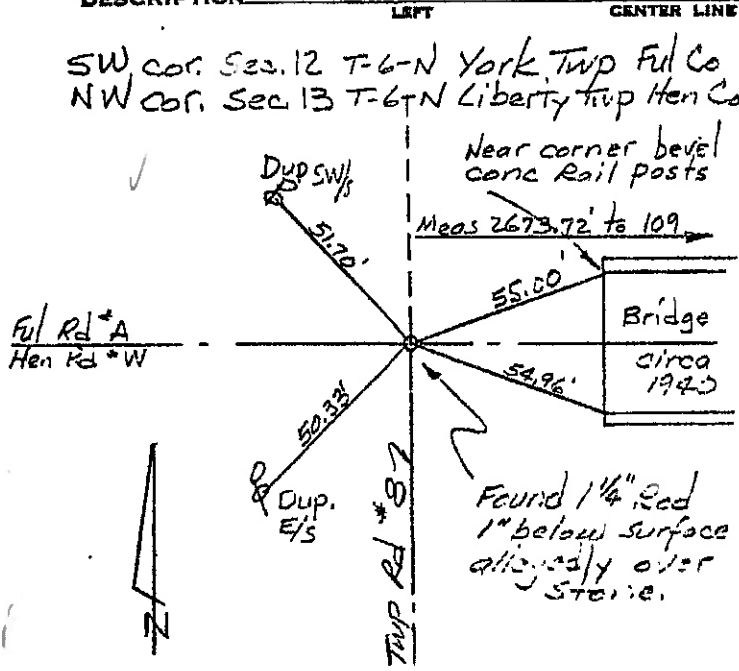 DESCRIPTION
LEFT CENTER LINE
SW cor. Sec. 12 T-6-N York Twp Ful Co
NW cor. Sec 13 T-6-N Liberty Twp Hen Co
Near corner bevel
conc Rail posts
Dup SW/s
51.70'
Meas 2673.72' to 109
55.00'
Ful Rd #A
Hen Rd #W
Bridge
circa
54.96'
50.33'
Dup.
E/S
Twp Rd #
Found 1 1/4" Rod
1" below surface
allegedly over
Stone.
N